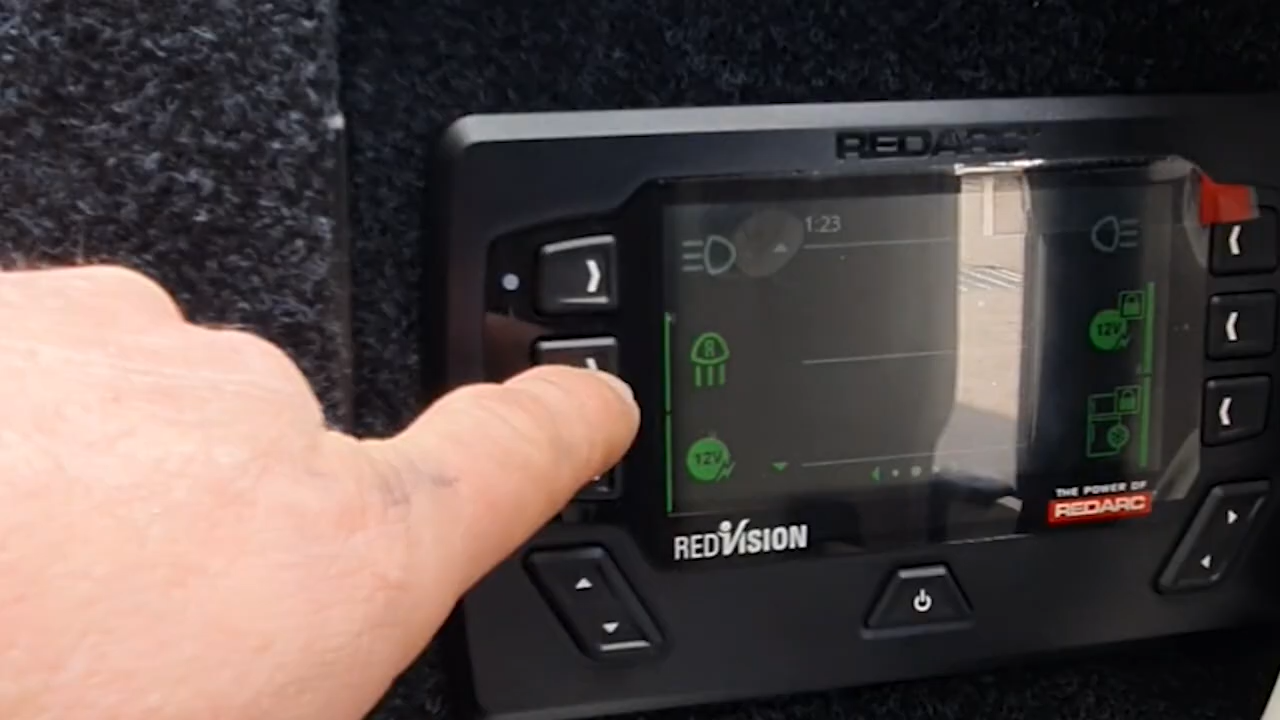 REDARC
1:23
R
12V
12V
THE POWER OF
REDARC
REDVISION